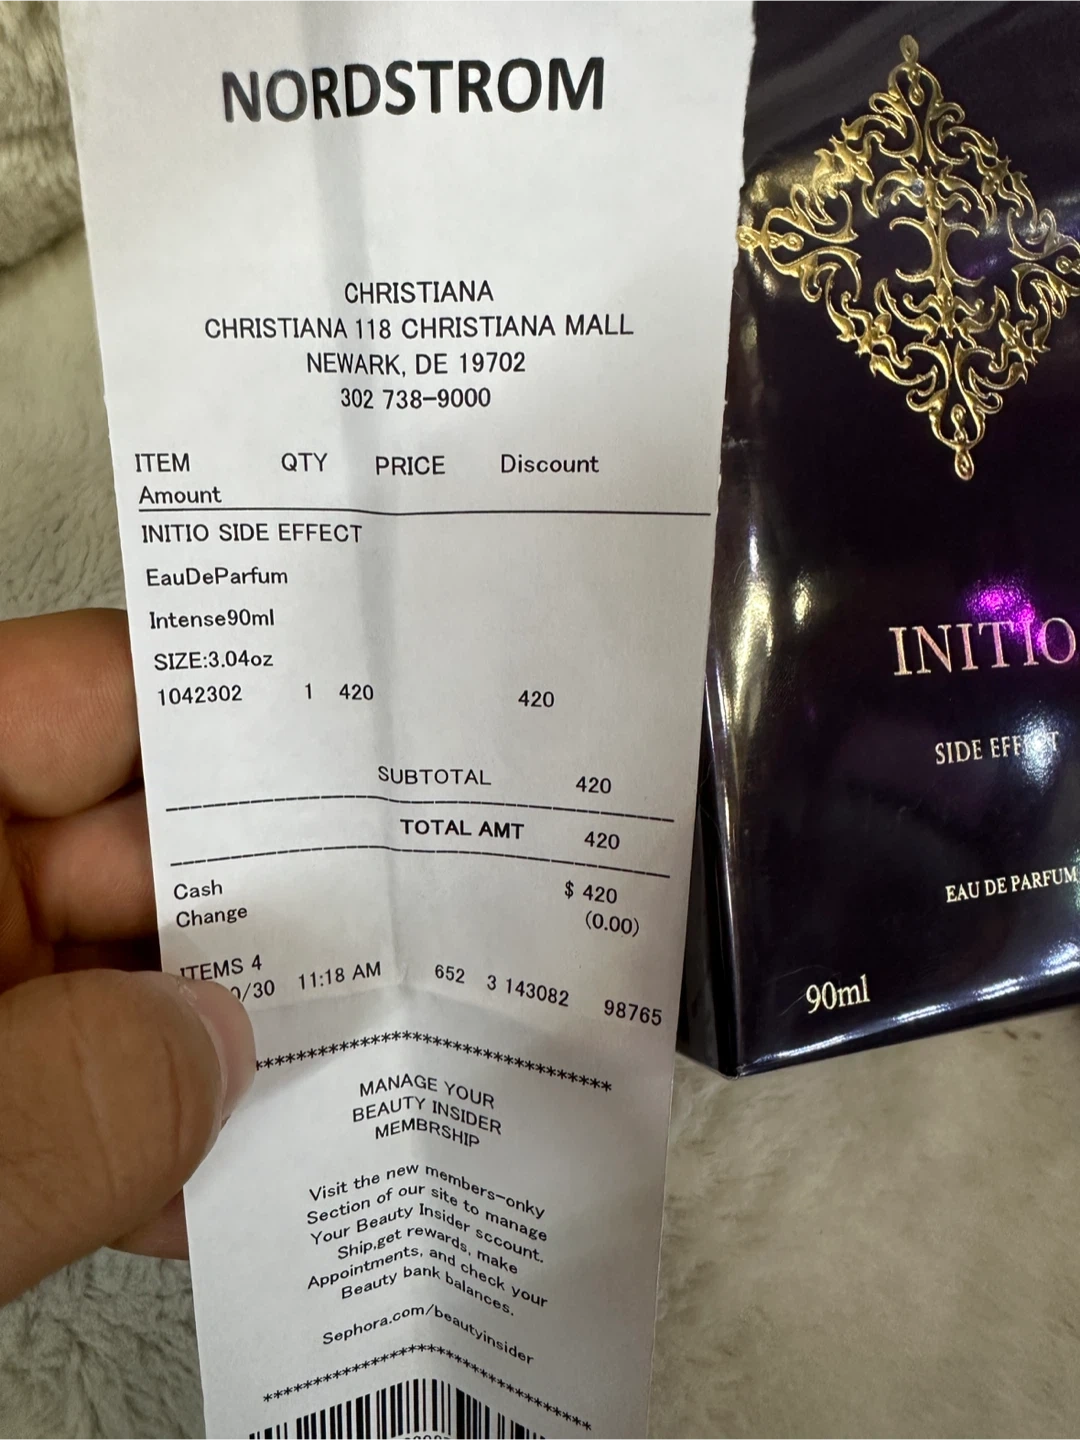 NORDSTROM
CHRISTIANA
CHRISTIANA 118 CHRISTIANA MALL
NEWARK, DE 19702
302 738-9000
ITEM QTY PRICE Discount
Amount
INITIO SIDE EFFECT
EauDeParfum
Intense90ml
SIZE:3.04oz
1042302 1 420 420
SUBTOTAL 420
TOTAL AMT 420
Cash $ 420
Change (0.00)
ITEMS 4
0/30 11:18 AM 652 3 143082 98765
************************************
MANAGE YOUR
BEAUTY INSIDER
MEMBRSHIP
Visit the new members-onky
Section of our site to manage
Your Beauty Insider sccount.
Ship,get rewards, make
Appointments, and check your
Beauty bank balances.
Sephora.com/beautyinsider
************************************
INITIO
SIDE EFFECT
EAU DE PARFUM
90ml